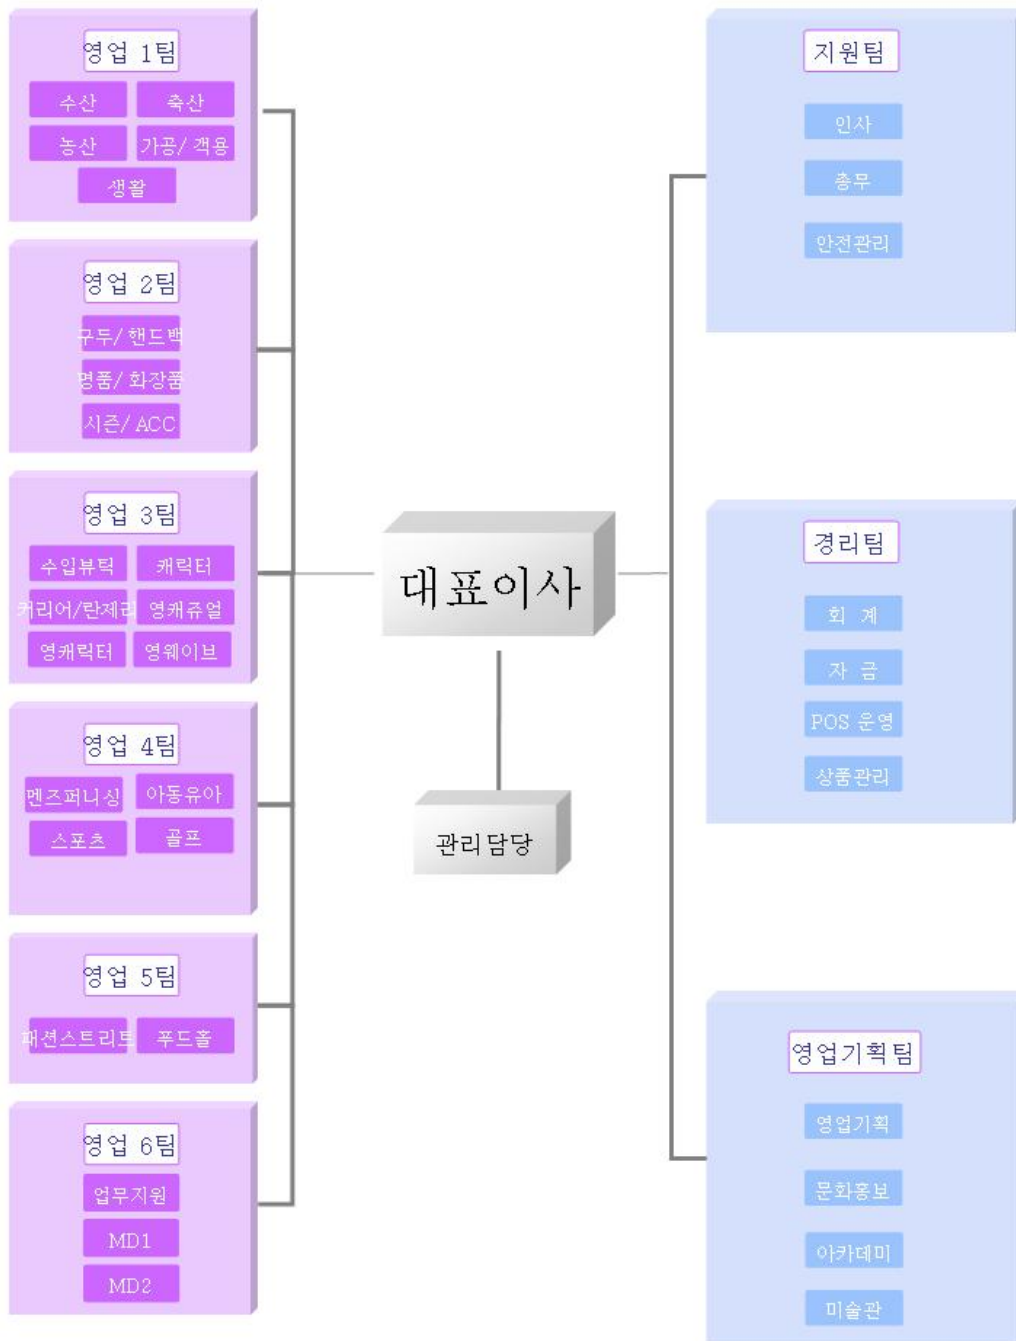 영업 1팀
수산 축산
농산 가공/ 객용
생활
영업 2팀
구두/ 핸드백
명품/ 화장품
시즌/ ACC
영업 3팀
수입뷰틱 캐릭터
커리어/란제리 영캐쥬얼
영캐릭터 영웨이브
영업 4팀
멘즈퍼니싱 아동유아
스포츠 골프
영업 5팀
패션스트리트 푸드홀
영업 6팀
업무지원
MD1
MD2
대표이사
관리담당
지원팀
인사
총무
안전관리
경리팀
회 계
자 금
POS 운영
상품관리
영업기획팀
영업기획
문화홍보
아카데미
미술관